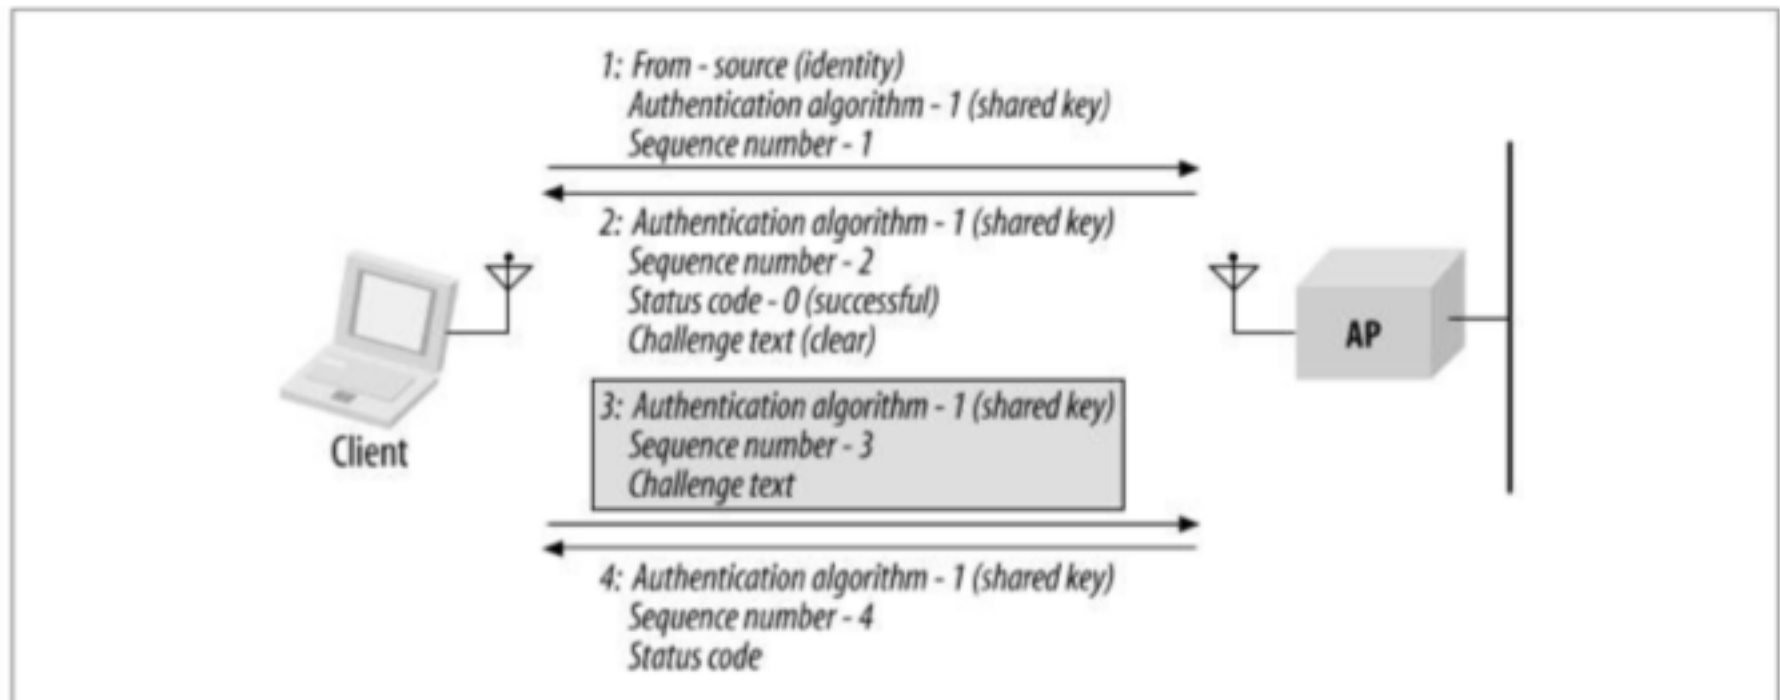 1: From - source (identity)
Authentication algorithm - 1 (shared key)
Sequence number - 1
2: Authentication algorithm - 1 (shared key)
Sequence number - 2
Status code - 0 (successful)
Challenge text (clear)
AP
3: Authentication algorithm - 1 (shared key)
Sequence number - 3
Challenge text
Client
4: Authentication algorithm - 1 (shared key)
Sequence number - 4
Status code